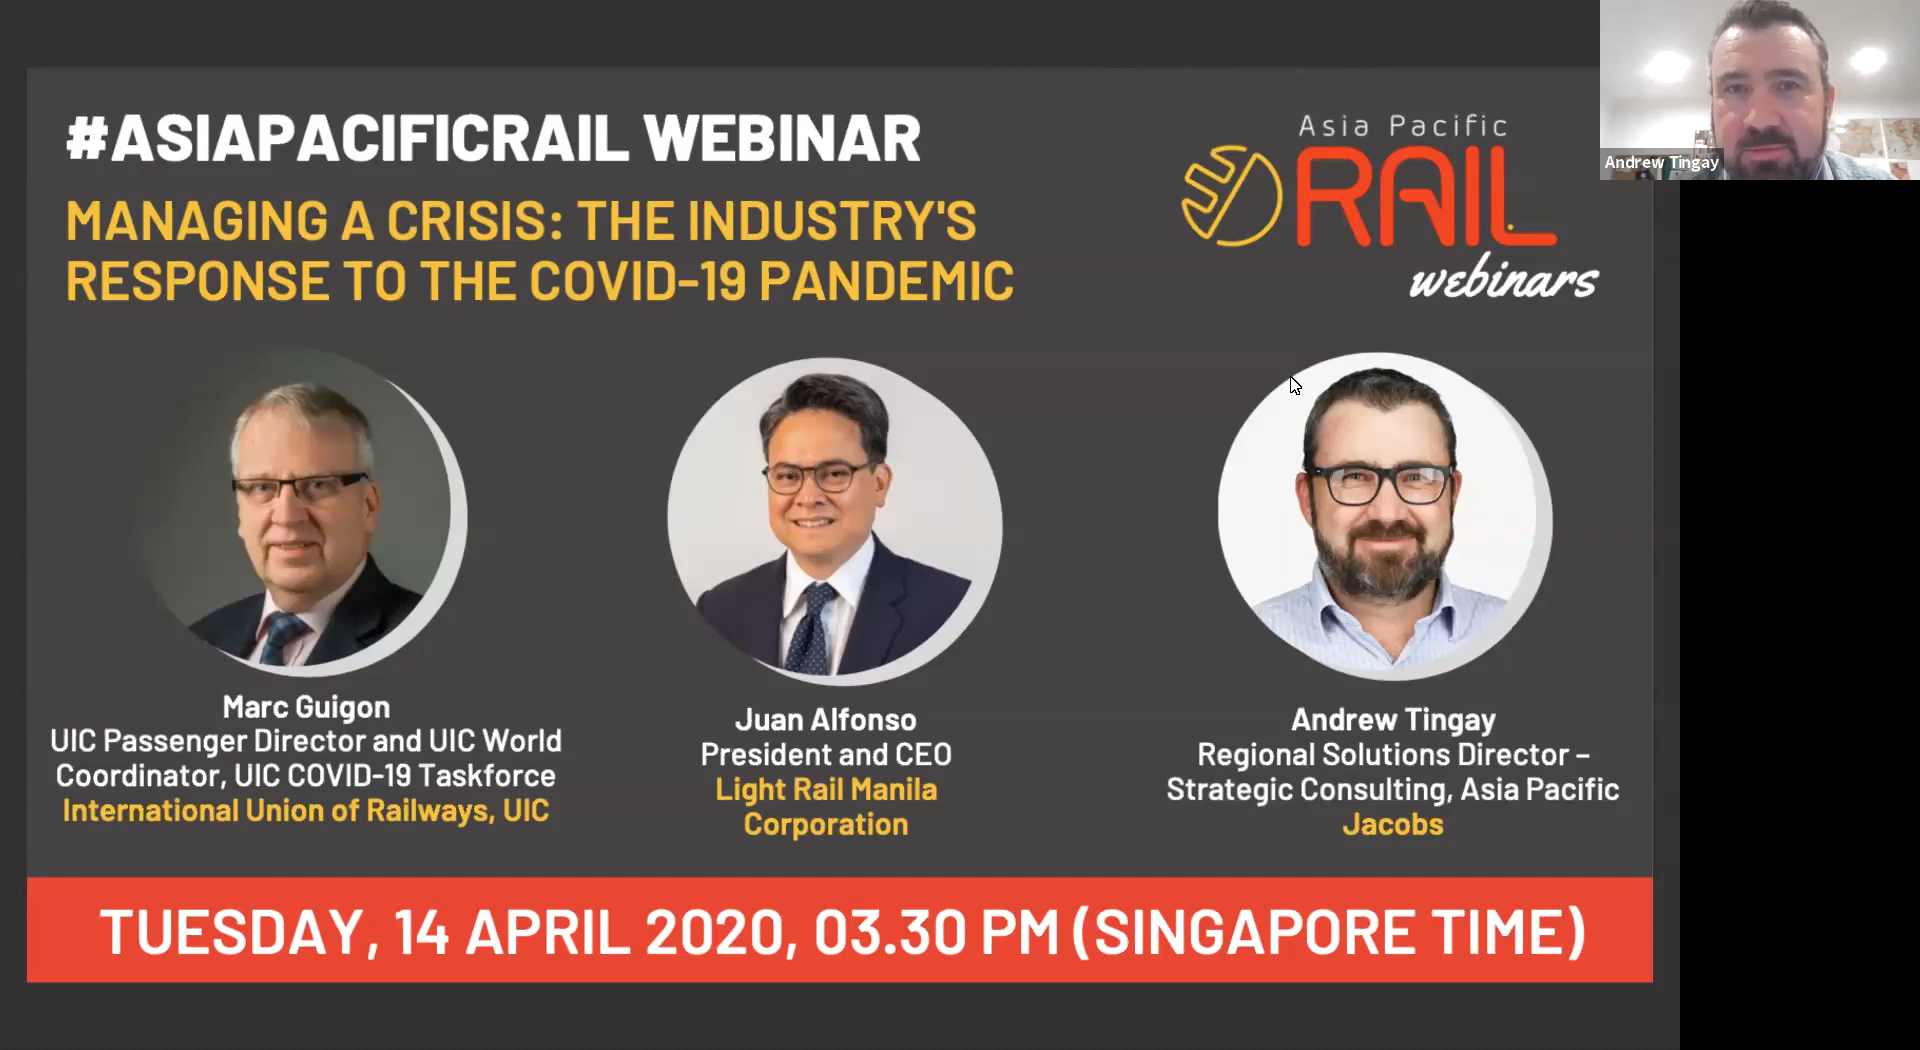 #ASIAPACIFICRAIL WEBINAR
MANAGING A CRISIS: THE INDUSTRY'S
RESPONSE TO THE COVID-19 PANDEMIC
Asia Pacific
RAIL
webinars
Andrew Tingay
Marc Guigon
UIC Passenger Director and UIC World
Coordinator, UIC COVID-19 Taskforce
International Union of Railways, UIC
Juan Alfonso
President and CEO
Light Rail Manila
Corporation
Andrew Tingay
Regional Solutions Director –
Strategic Consulting, Asia Pacific
Jacobs
TUESDAY, 14 APRIL 2020, 03.30 PM (SINGAPORE TIME)